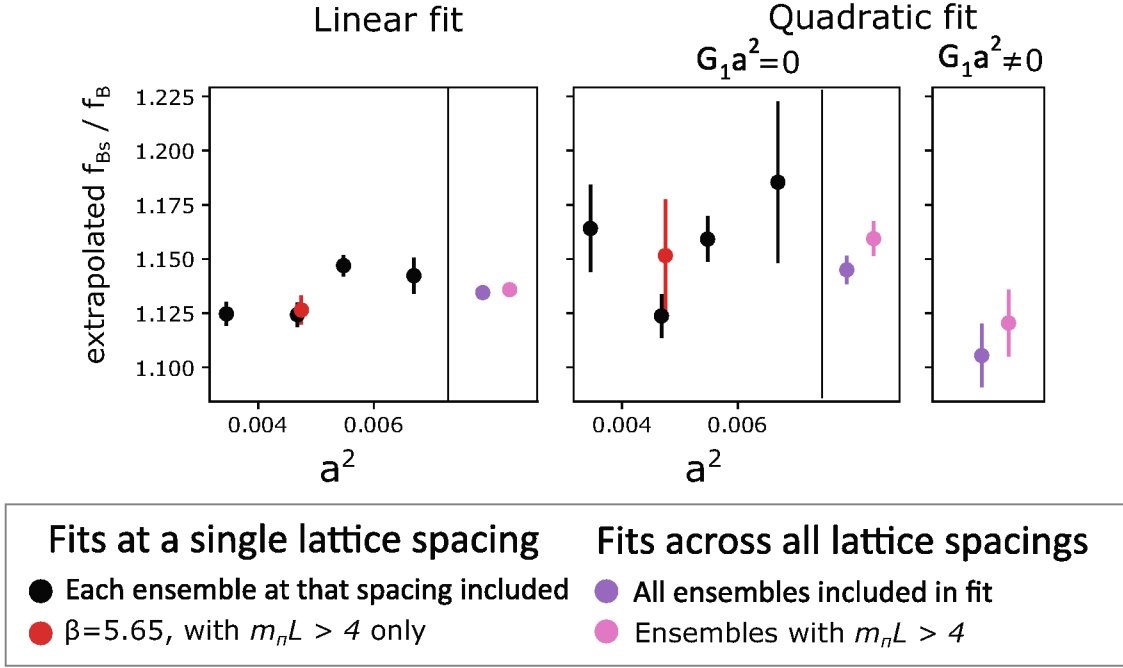 Linear fit
Quadratic fit
G₁a²=0
G₁a²≠0
extrapolated f_Bs / f_B
1.225
1.200
1.175
1.150
1.125
1.100
0.004
0.006
a²
0.004
0.006
a²
Fits at a single lattice spacing
Each ensemble at that spacing included
β=5.65, with mπL > 4 only
Fits across all lattice spacings
All ensembles included in fit
Ensembles with mπL > 4